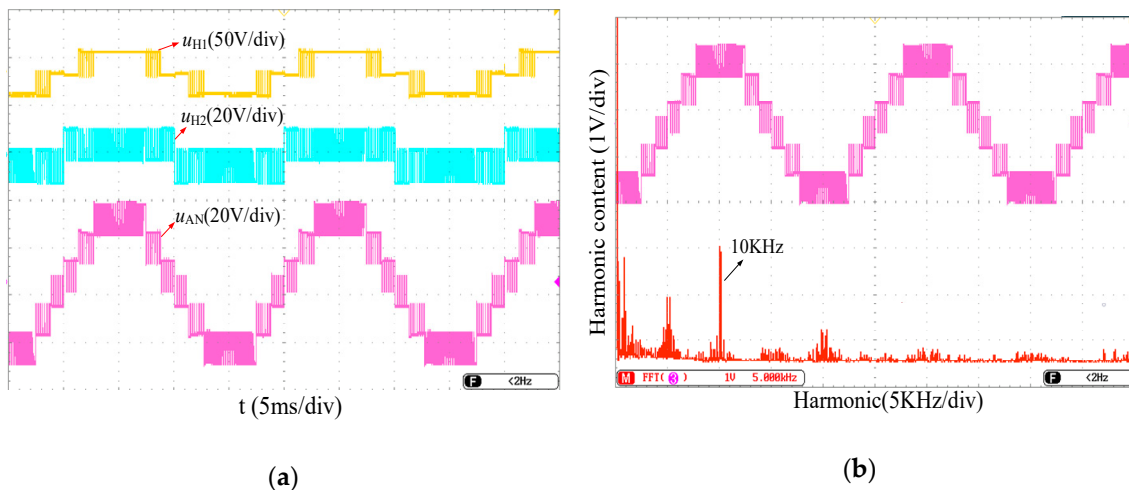 uH1(50V/div)
uH2(20V/div)
uAN(20V/div)
F <2Hz
t (5ms/div)
(a)
Harmonic content (1V/div)
10KHz
M FFT(3) 1V 5.000kHz
F <2Hz
Harmonic(5KHz/div)
(b)